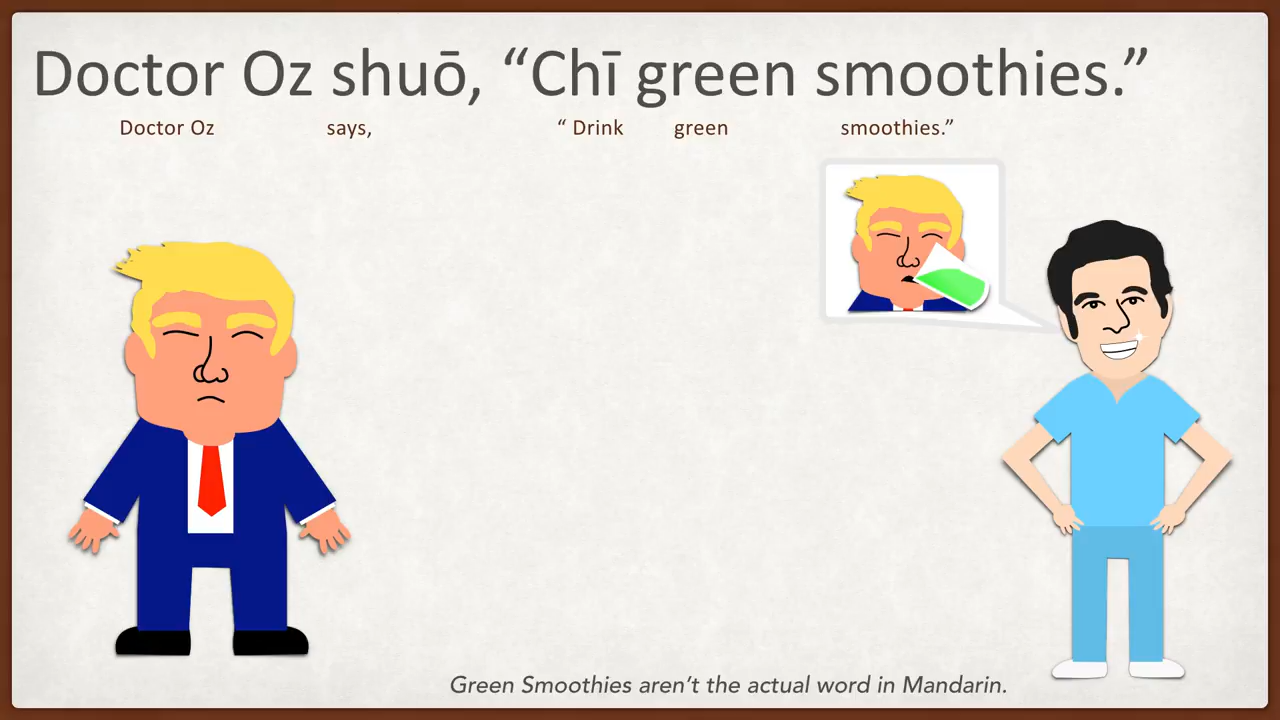 Doctor Oz shuō, “Chī green smoothies.”
Doctor Oz says, “ Drink green smoothies.”
Green Smoothies aren’t the actual word in Mandarin.